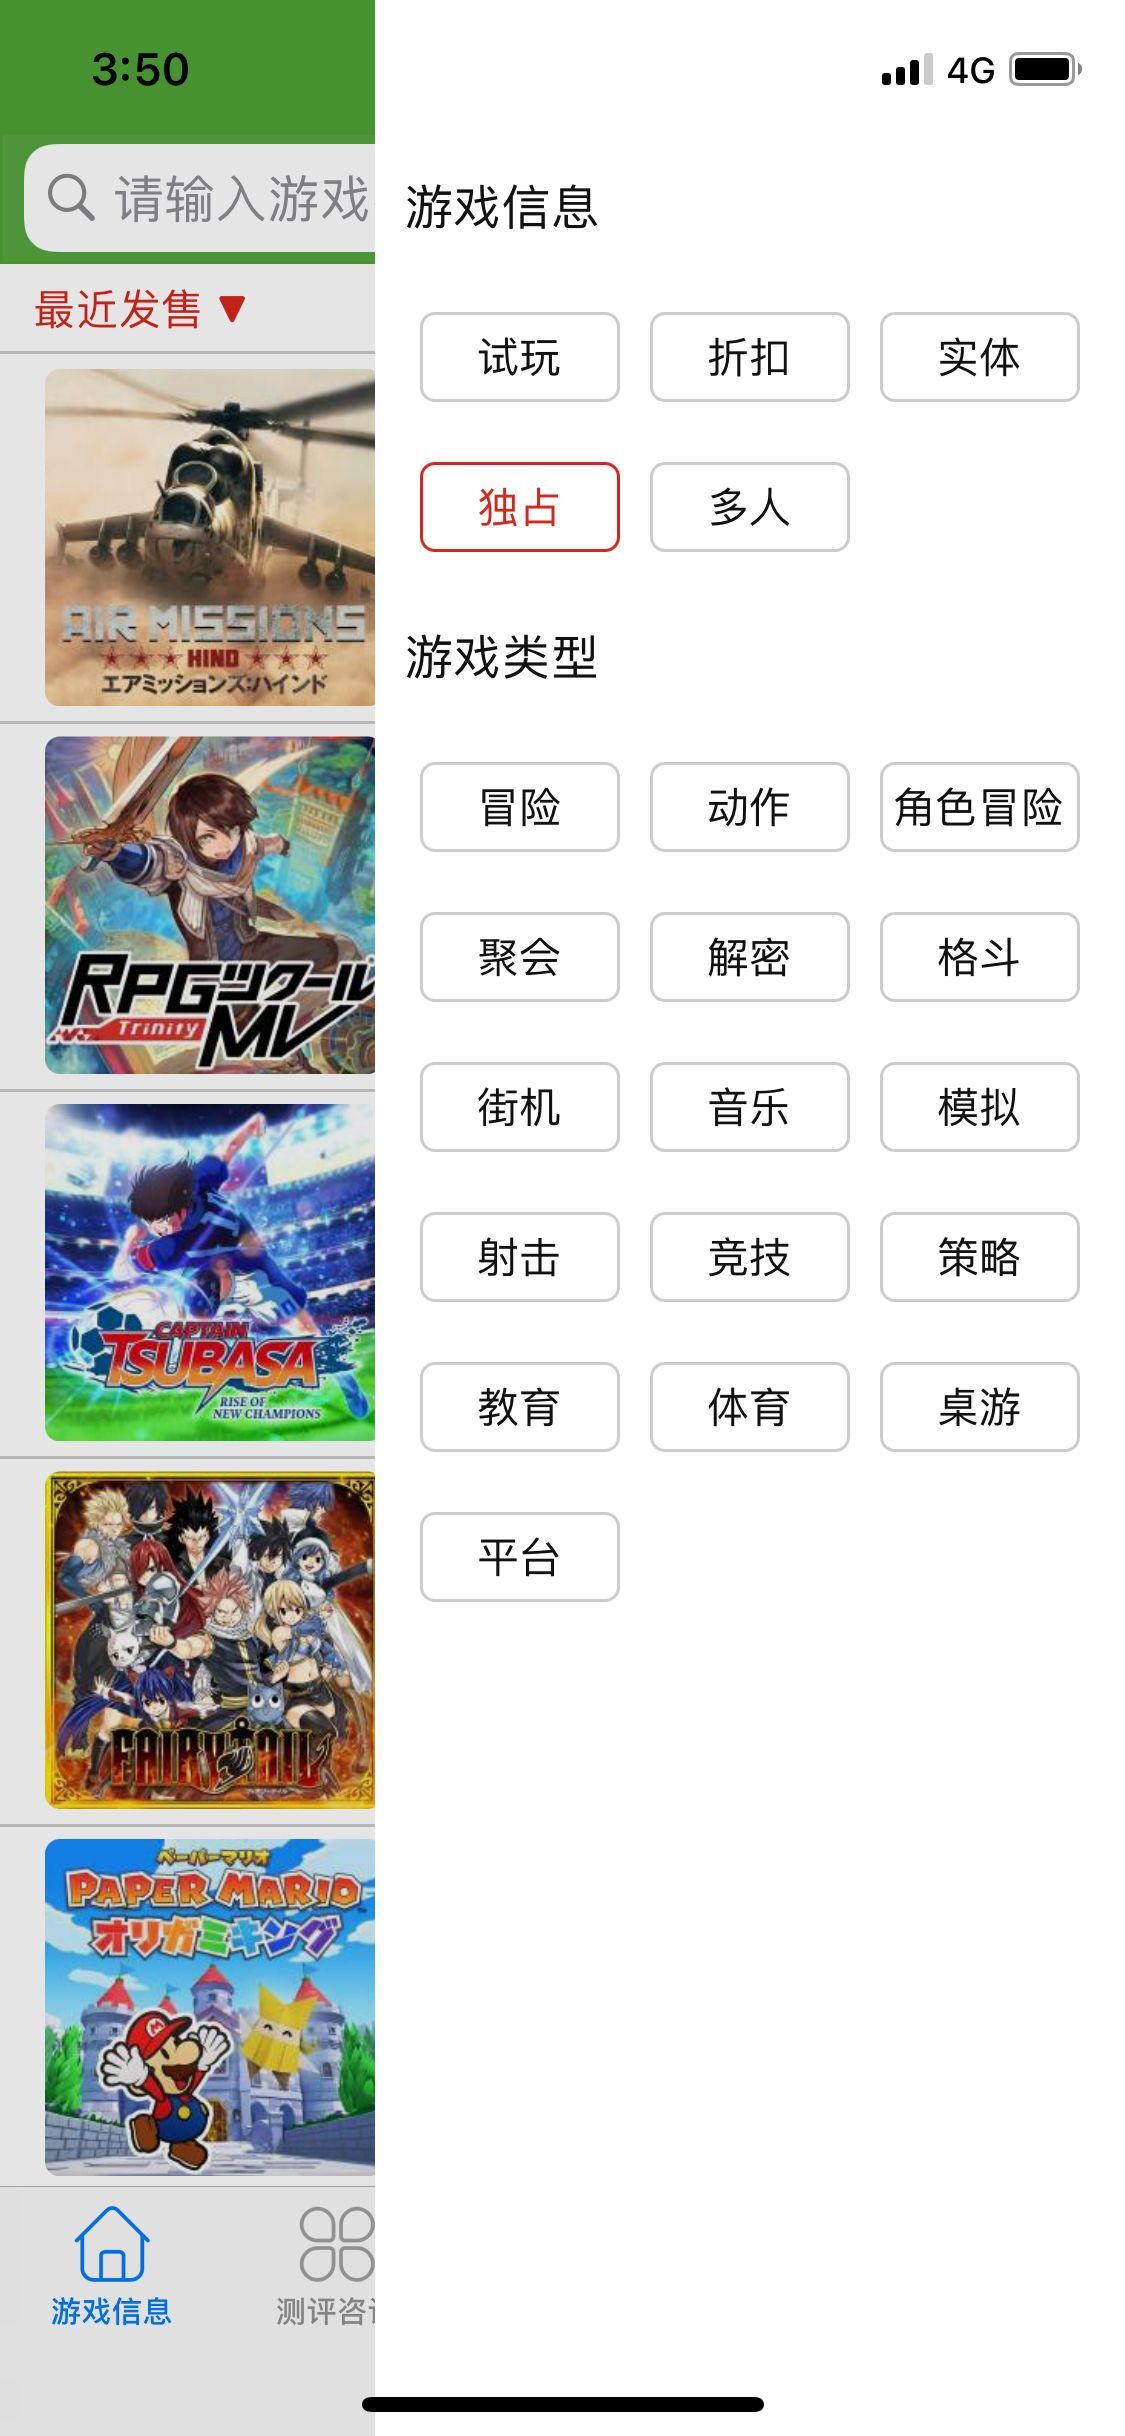 3:50
4G
请输入游戏
最近发售 ▼
AIR MISSIONS
HIND
エアミッションズ:ハインド
RPGツクールMV
Trinity
CAPTAIN
TSUBASA
RISE OF
NEW CHAMPIONS
FAIRY TAIL
ペーパーマリオ
PAPER MARIO
オリガミキング
游戏信息
测评咨
游戏信息
试玩
折扣
实体
独占
多人
游戏类型
冒险
动作
角色冒险
聚会
解密
格斗
街机
音乐
模拟
射击
竞技
策略
教育
体育
桌游
平台